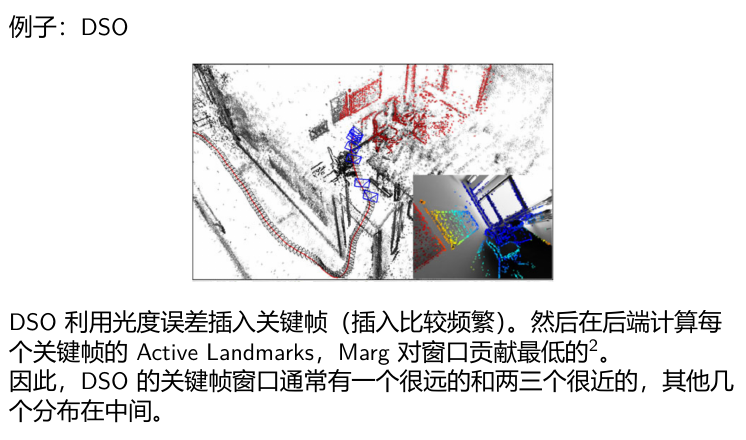 例子：DSO
DSO 利用光度误差插入关键帧（插入比较频繁）。然后在后端计算每
个关键帧的 Active Landmarks，Marg 对窗口贡献最低的²。
因此，DSO 的关键帧窗口通常有一个很远的和两三个很近的，其他几
个分布在中间。